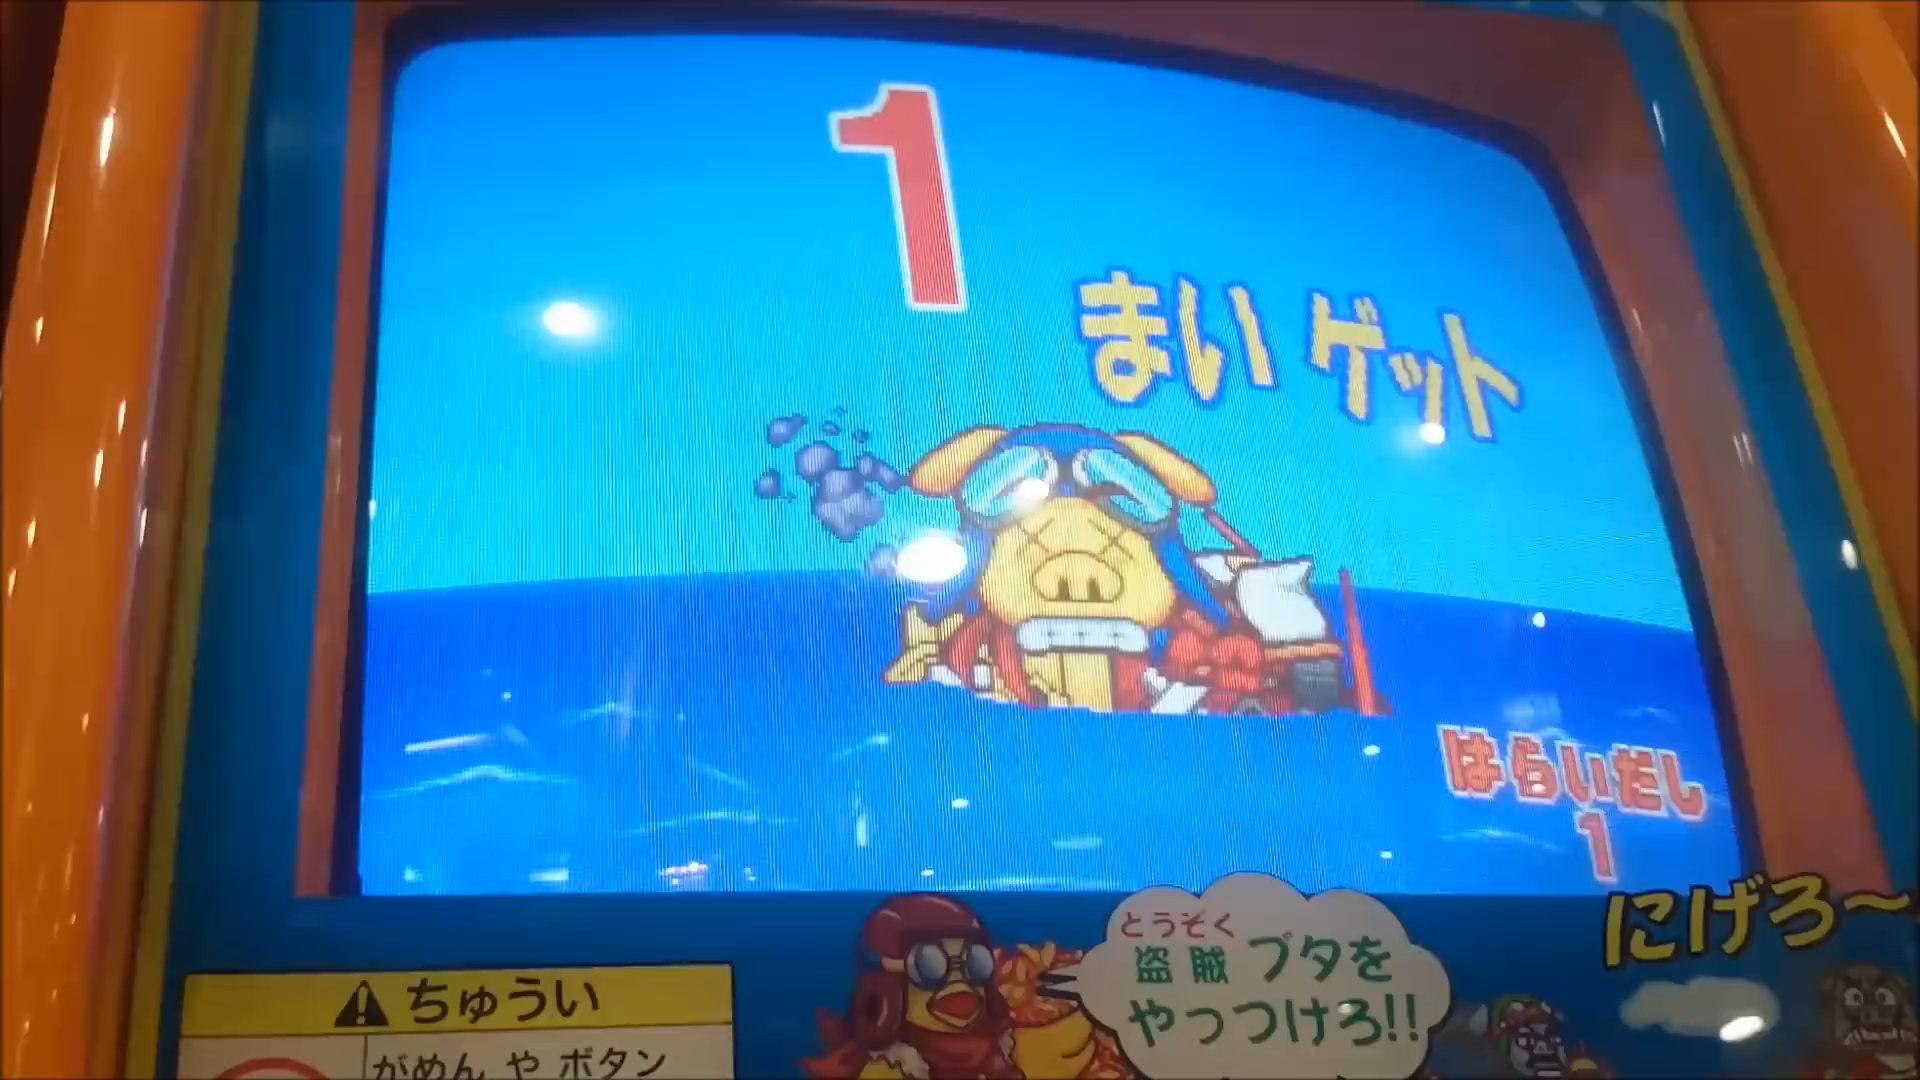 1
まい ゲット
はらいだし
1
にげろ〜
とうぞく
盗賊 ブタを
やっつけろ!!
ちゅうい
がめん や ボタン